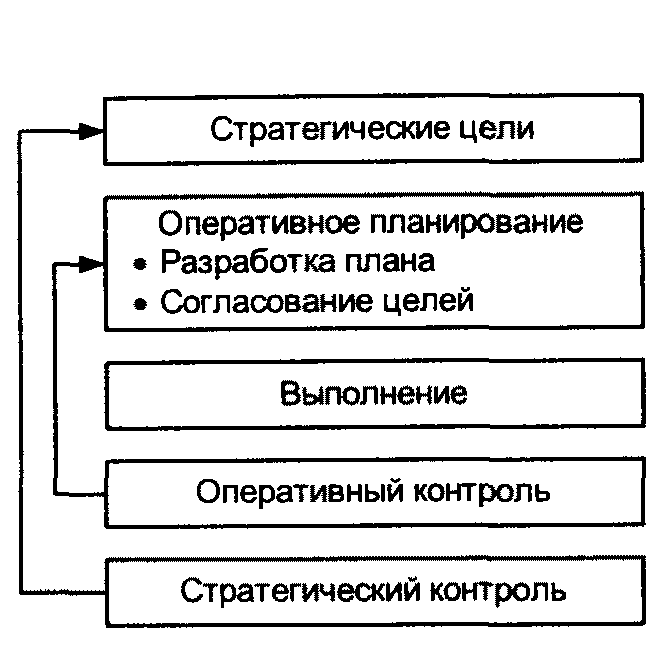 Стратегические цели
Оперативное планирование
• Разработка плана
• Согласование целей
Выполнение
Оперативный контроль
Стратегический контроль